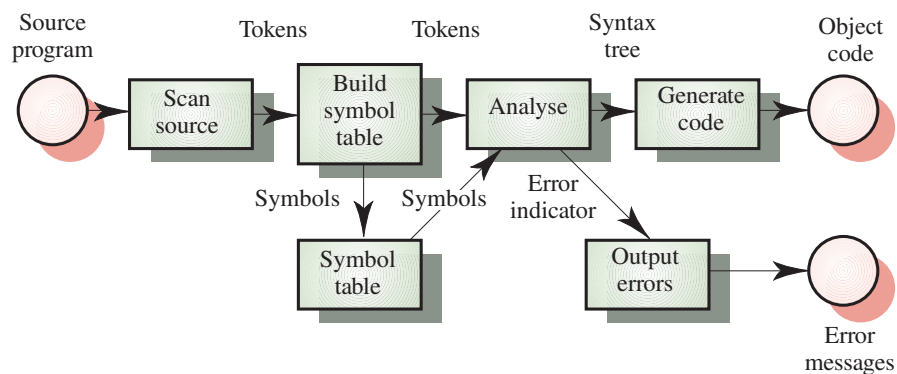 Source
program
Tokens
Tokens
Syntax
tree
Object
code
Scan
source
Build
symbol
table
Analyse
Generate
code
Symbols
Symbols
Error
indicator
Symbol
table
Output
errors
Error
messages